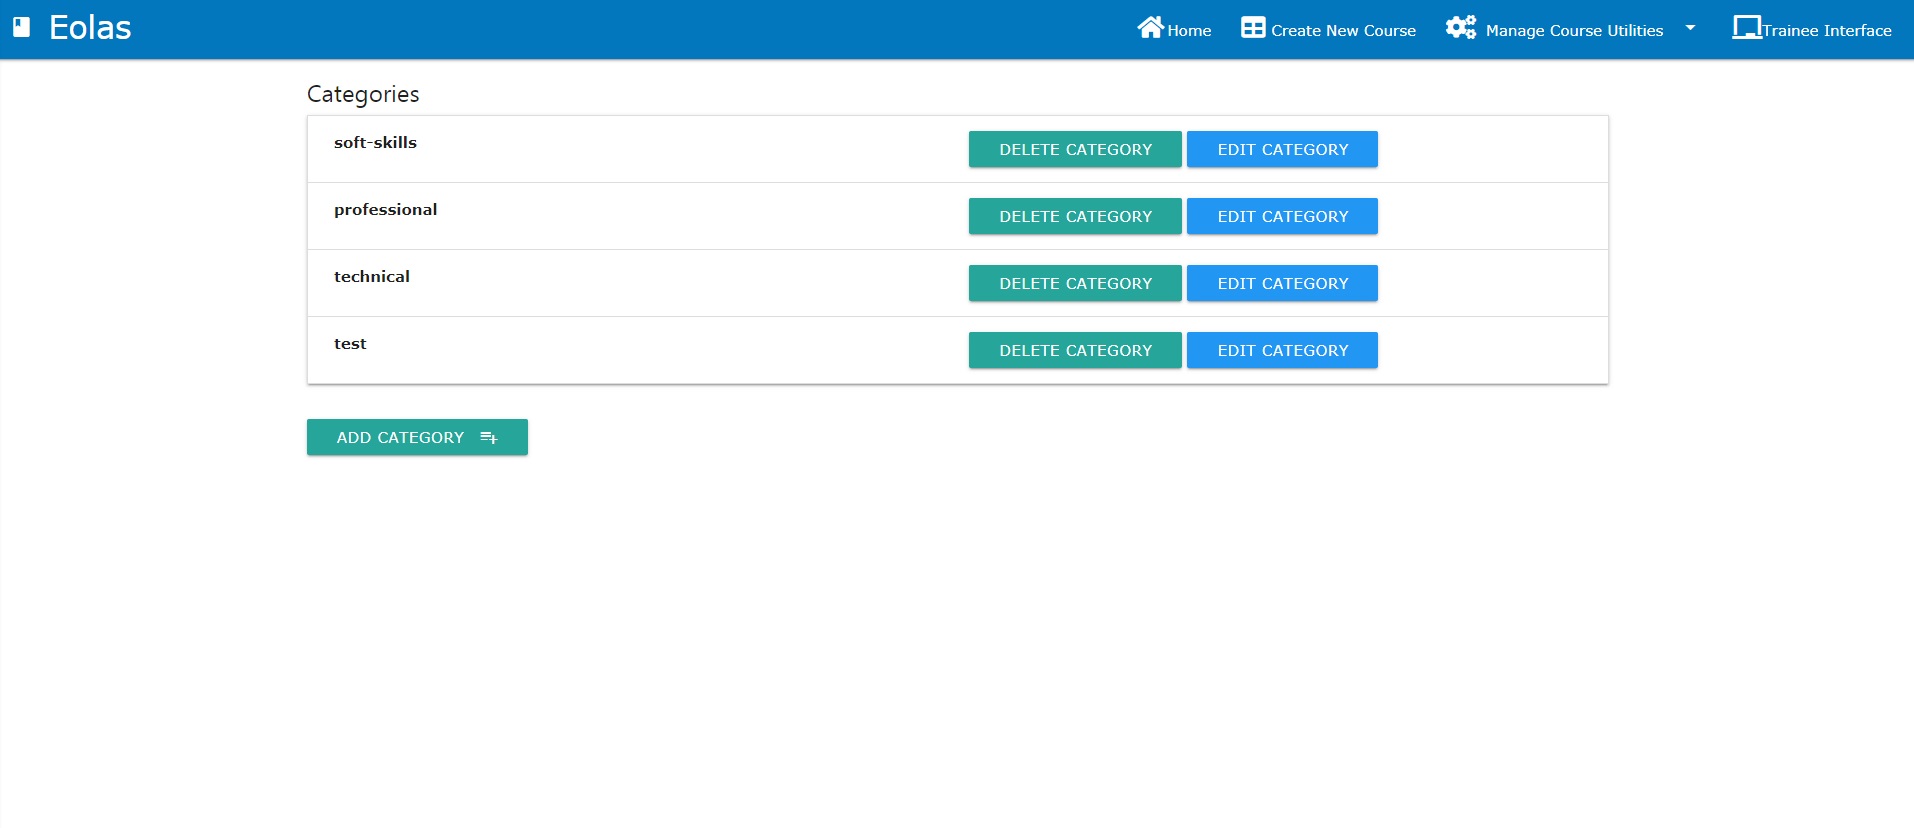 Eolas
Home Create New Course Manage Course Utilities Trainee Interface
Categories
soft-skills DELETE CATEGORY EDIT CATEGORY
professional DELETE CATEGORY EDIT CATEGORY
technical DELETE CATEGORY EDIT CATEGORY
test DELETE CATEGORY EDIT CATEGORY
ADD CATEGORY